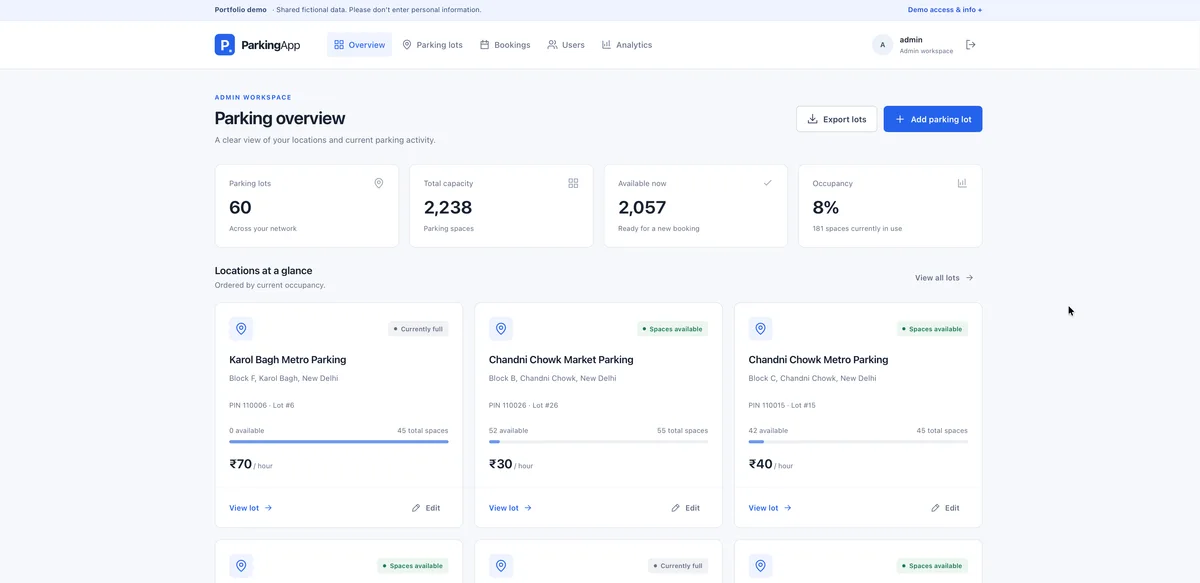 Portfolio demo · Shared fictional data. Please don't enter personal information.
Demo access & info +
P. ParkingApp
Overview
Parking lots
Bookings
Users
Analytics
A
admin
Admin workspace
ADMIN WORKSPACE
Parking overview
A clear view of your locations and current parking activity.
Export lots
+ Add parking lot
Parking lots
60
Across your network
Total capacity
2,238
Parking spaces
Available now
2,057
Ready for a new booking
Occupancy
8%
181 spaces currently in use
Locations at a glance
Ordered by current occupancy.
View all lots →
Currently full
Karol Bagh Metro Parking
Block F, Karol Bagh, New Delhi
PIN 110006 · Lot #6
0 available 45 total spaces
₹70 / hour
View lot → Edit
Spaces available
Chandni Chowk Market Parking
Block B, Chandni Chowk, New Delhi
PIN 110026 · Lot #26
52 available 55 total spaces
₹30 / hour
View lot → Edit
Spaces available
Chandni Chowk Metro Parking
Block C, Chandni Chowk, New Delhi
PIN 110015 · Lot #15
42 available 45 total spaces
₹40 / hour
View lot → Edit
Spaces available
Currently full
Spaces available